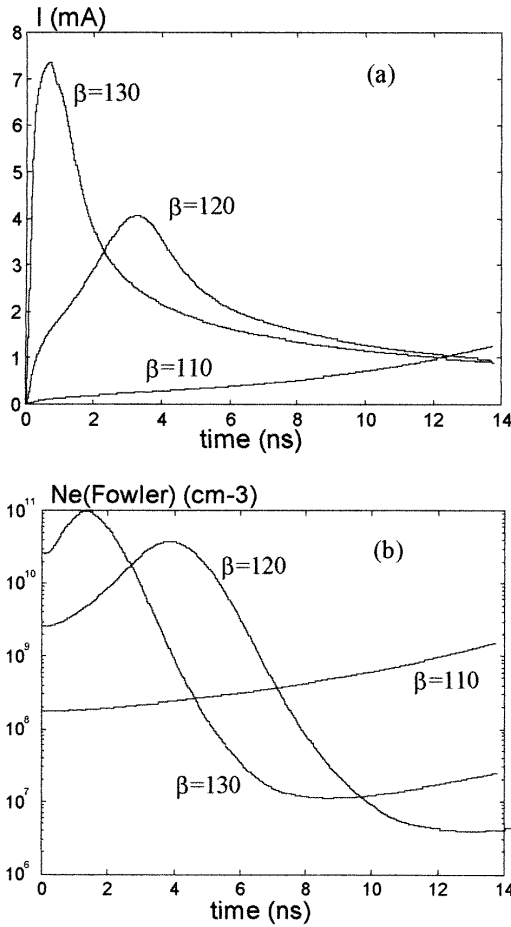 I (mA)
8
(a)
7
β=130
6
5
β=120
4
3
2
β=110
1
0
0 2 4 6 8 10 12 14
time (ns)
Ne(Fowler) (cm-3)
10¹¹
(b)
β=120
10¹⁰
10⁹
β=110
10⁸
β=130
10⁷
10⁶
0 2 4 6 8 10 12 14
time (ns)